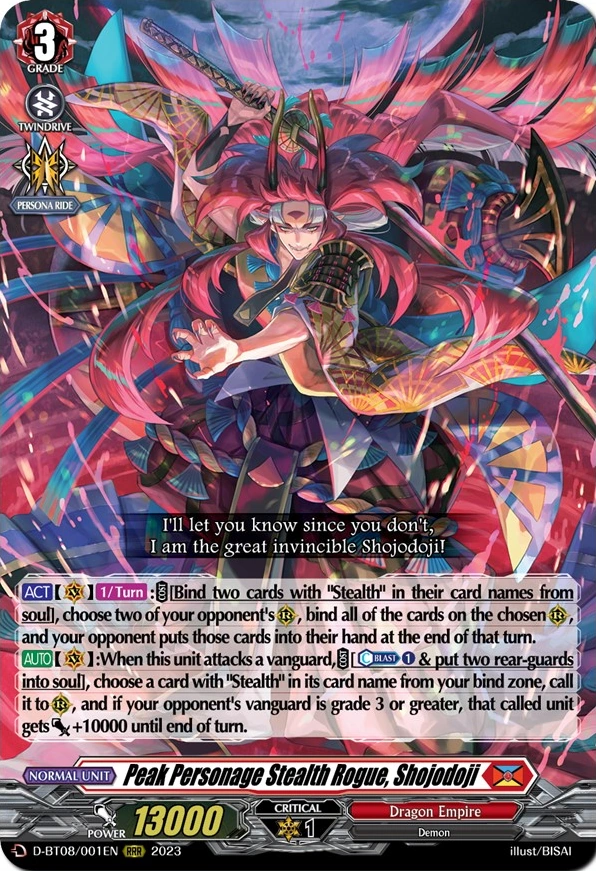 3
GRADE
TWINDRIVE
PERSONA RIDE
I'll let you know since you don't,
I am the great invincible Shojodoji!
ACT【】1/Turn :[Bind two cards with "Stealth" in their card names from
soul], choose two of your opponent's , bind all of the cards on the chosen ,
and your opponent puts those cards into their hand at the end of that turn.
AUTO【】:When this unit attacks a vanguard, [C BLAST 1 & put two rear-guards
into soul], choose a card with "Stealth" in its card name from your bind zone, call
it to , and if your opponent's vanguard is grade 3 or greater, that called unit
gets +10000 until end of turn.
NORMAL UNIT Peak Personage Stealth Rogue, Shojodoji
POWER 13000 CRITICAL 1 Dragon Empire
Demon
D D-BT08/001EN RRR 2023 illust/BISAI